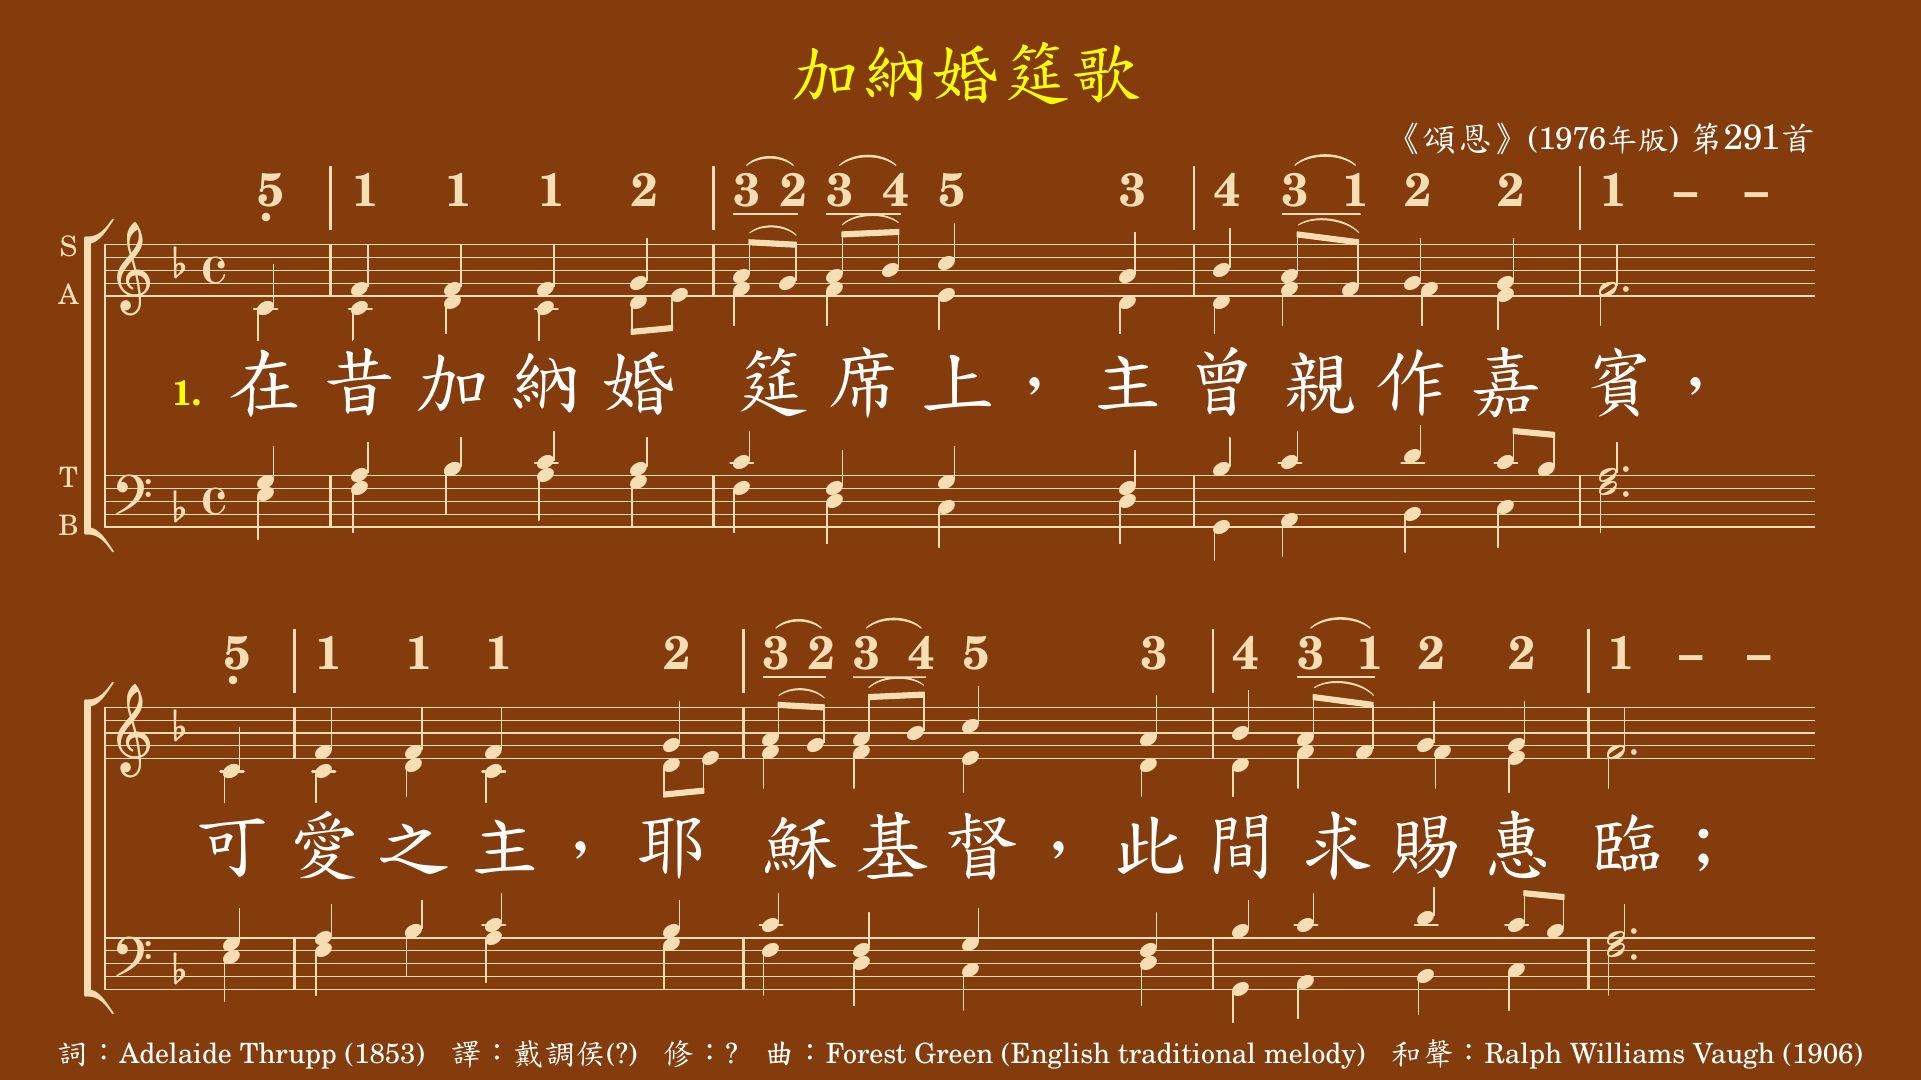 加納婚筵歌
《頌恩》(1976年版) 第291首
5 1 1 1 2 3 2 3 4 5 3 4 3 1 2 2 1 – –
S
A
1. 在昔加納婚 筵席上，主曾親作嘉 賓，
T
B
5 1 1 1 2 3 2 3 4 5 3 4 3 1 2 2 1 – –
可愛之主，耶 穌基督，此間求賜惠 臨；
詞：Adelaide Thrupp (1853) 譯：戴調侯(?) 修：? 曲：Forest Green (English traditional melody) 和聲：Ralph Williams Vaugh (1906)